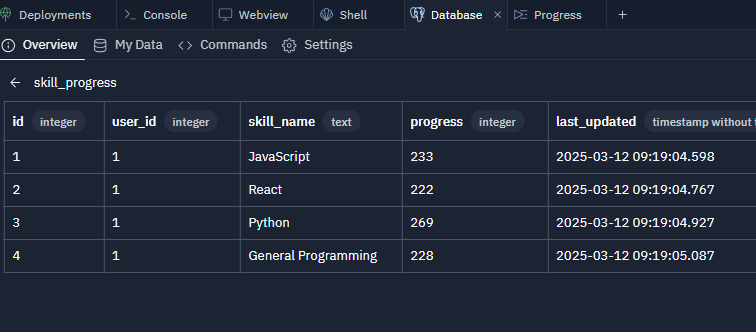 Deployments Console Webview Shell Database × Progress +
Overview My Data Commands Settings
← skill_progress
id integer user_id integer skill_name text progress integer last_updated timestamp without
1 1 JavaScript 233 2025-03-12 09:19:04.598
2 1 React 222 2025-03-12 09:19:04.767
3 1 Python 269 2025-03-12 09:19:04.927
4 1 General Programming 228 2025-03-12 09:19:05.087